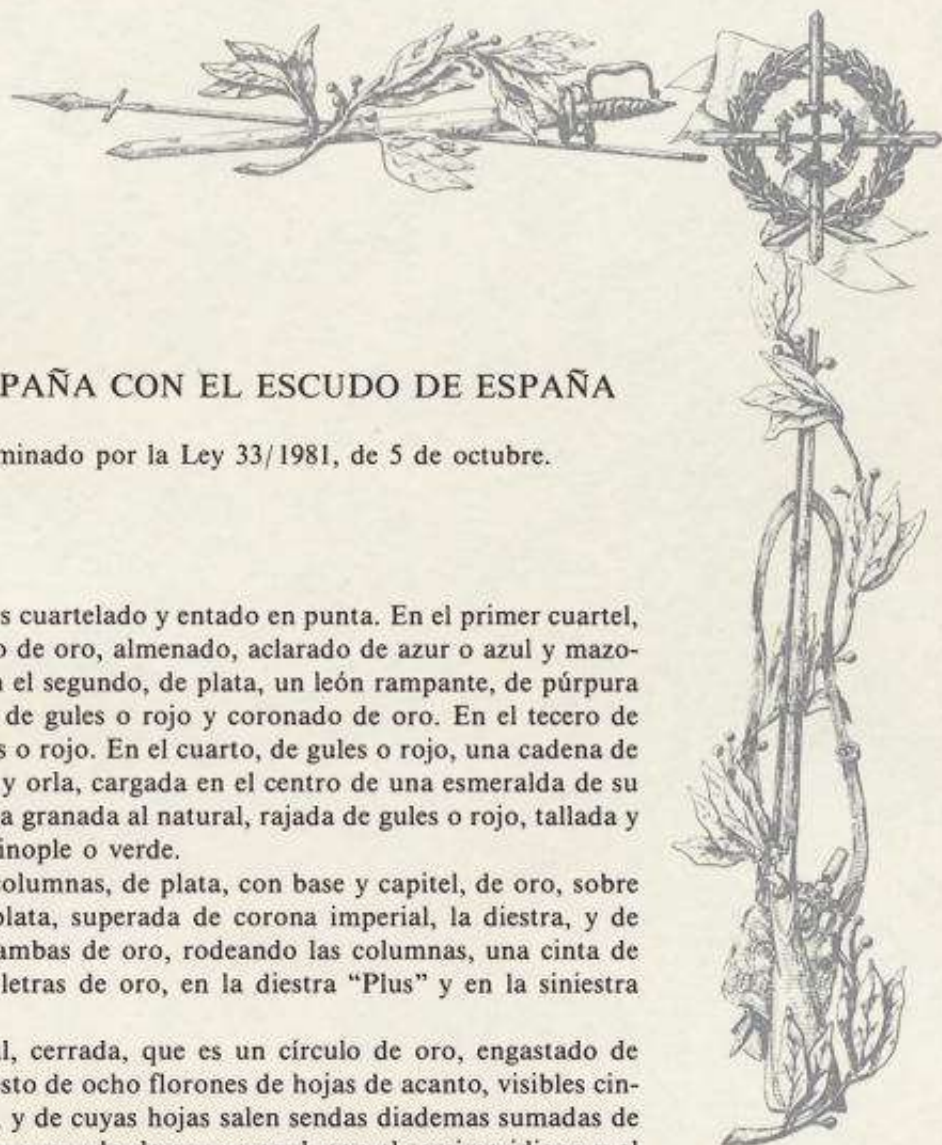 PAÑA CON EL ESCUDO DE ESPAÑA
minado por la Ley 33/1981, de 5 de octubre.
s cuartelado y entado en punta. En el primer cuartel,
o de oro, almenado, aclarado de azur o azul y mazo-
n el segundo, de plata, un león rampante, de púrpura
de gules o rojo y coronado de oro. En el tecero de
s o rojo. En el cuarto, de gules o rojo, una cadena de
y orla, cargada en el centro de una esmeralda de su
a granada al natural, rajada de gules o rojo, tallada y
inople o verde.
columnas, de plata, con base y capitel, de oro, sobre
plata, superada de corona imperial, la diestra, y de
ambas de oro, rodeando las columnas, una cinta de
letras de oro, en la diestra “Plus” y en la siniestra
l, cerrada, que es un círculo de oro, engastado de
sto de ocho florones de hojas de acanto, visibles cin-
y de cuyas hojas salen sendas diademas sumadas de